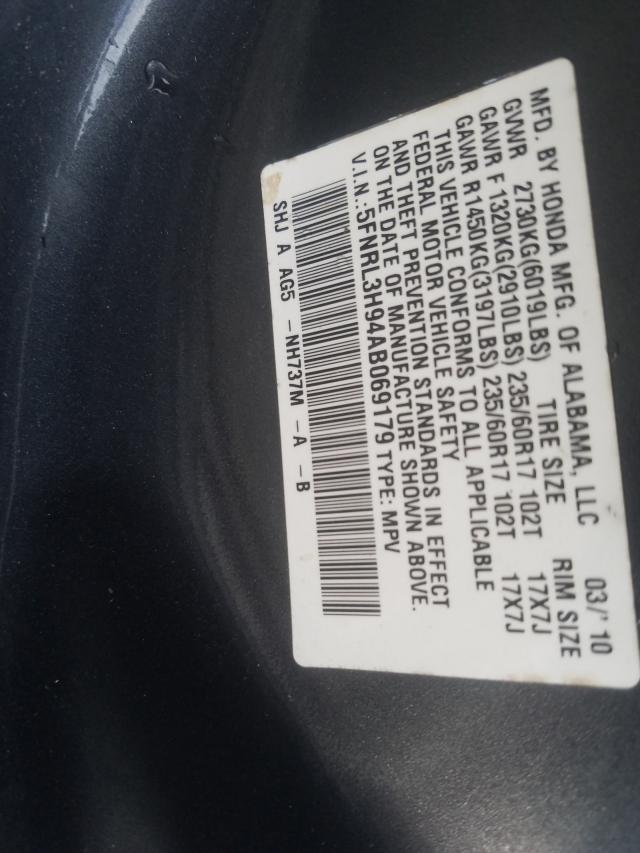 MFD. BY HONDA MFG. OF ALABAMA, LLC 03/'10
GVWR 2730KG(6019LBS) TIRE SIZE RIM SIZE
GAWR F 1320KG(2910LBS) 235/60R17 102T 17X7J
GAWR R1450KG(3197LBS) 235/60R17 102T 17X7J
THIS VEHICLE CONFORMS TO ALL APPLICABLE
FEDERAL MOTOR VEHICLE SAFETY
AND THEFT PREVENTION STANDARDS IN EFFECT
ON THE DATE OF MANUFACTURE SHOWN ABOVE.
V.I.N.:5FNRL3H94AB069179 TYPE: MPV
SHJ A AG5 -NH737M -A -B